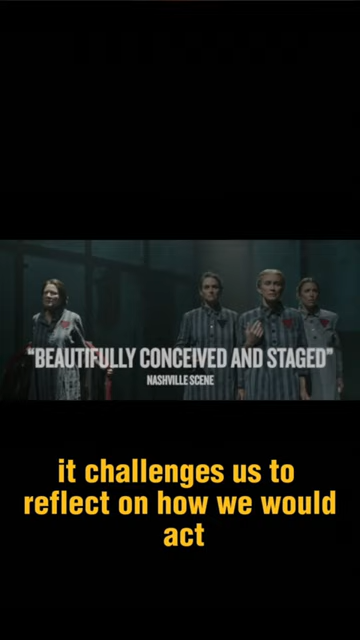 "BEAUTIFULLY CONCEIVED AND STAGED"
NASHVILLE SCENE
it challenges us to
reflect on how we would
act